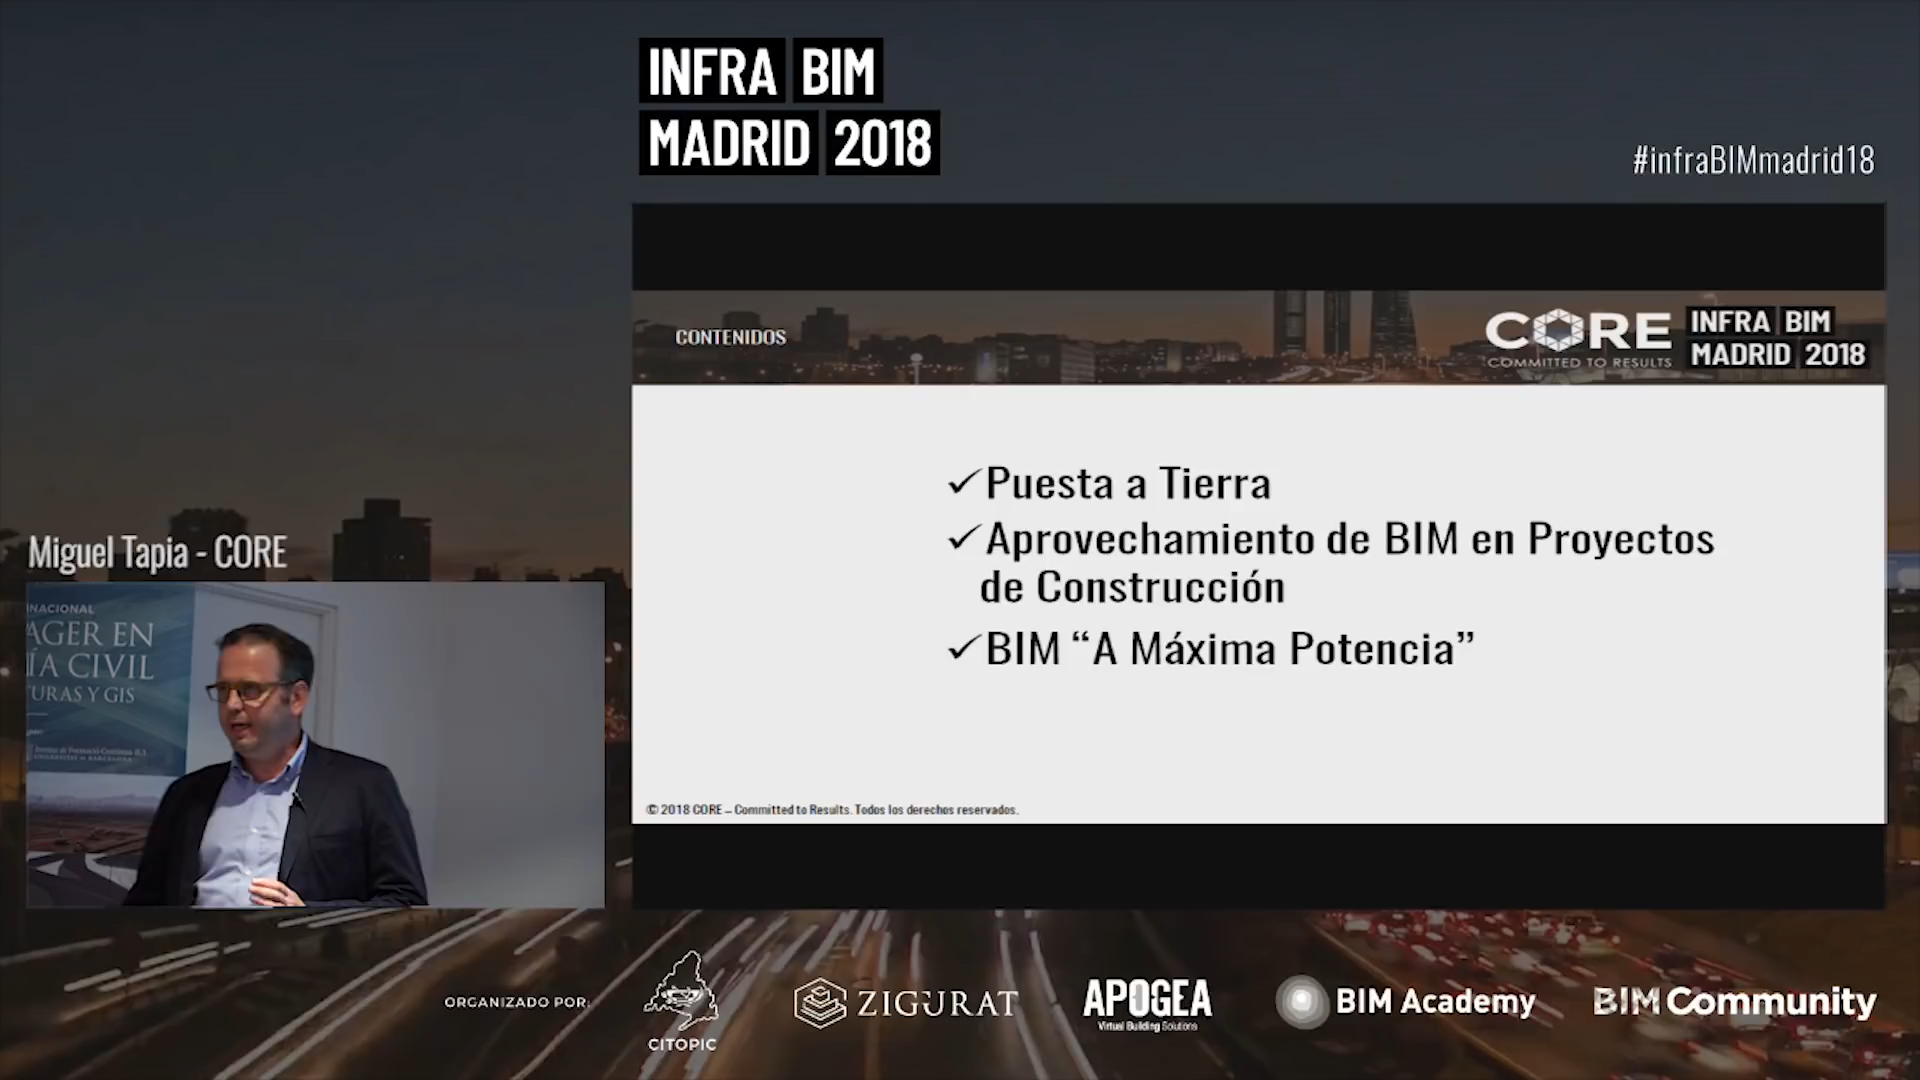 INFRA BIM
MADRID 2018
#infraBIMmadrid18
CONTENIDOS
CORE
COMMITTED TO RESULTS
INFRA BIM
MADRID 2018
✓Puesta a Tierra
✓Aprovechamiento de BIM en Proyectos
de Construcción
✓BIM “A Máxima Potencia”
© 2018 CORE – Committed to Results. Todos los derechos reservados.
Miguel Tapia - CORE
NACIONAL
AGER EN
ÍA CIVIL
TURAS Y GIS
ORGANIZADO POR:
CITOPIC
ZIGURAT
APOGEA
Virtual Building Solutions
BIM Academy
BIM Community